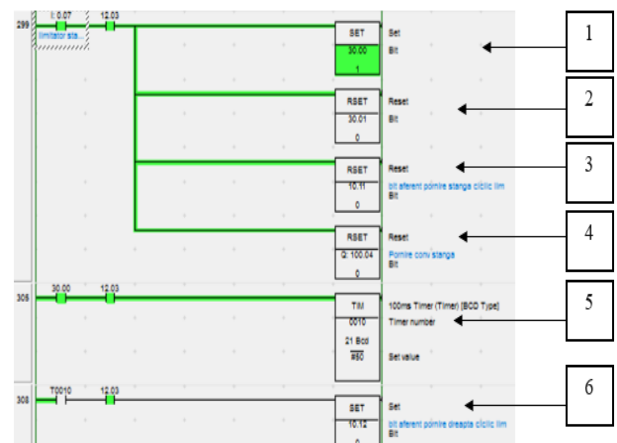 299
I: 0.07
12.03
limitator sta...
SET
30.00
1
Set
Bit
1
RSET
30.01
0
Reset
Bit
2
RSET
10.11
0
Reset
bit aferent pornire stanga ciclic lim
Bit
3
RSET
Q: 100.04
0
Reset
Pornire conv stanga
Bit
4
30.00
12.03
TIM
0010
21 Bcd
#50
100ms Timer (Timer) [BCD Type]
Timer number
Set value
5
308
T0010
12.03
SET
10.12
0
Set
bit aferent pornire dreapta ciclic lim
Bit
6